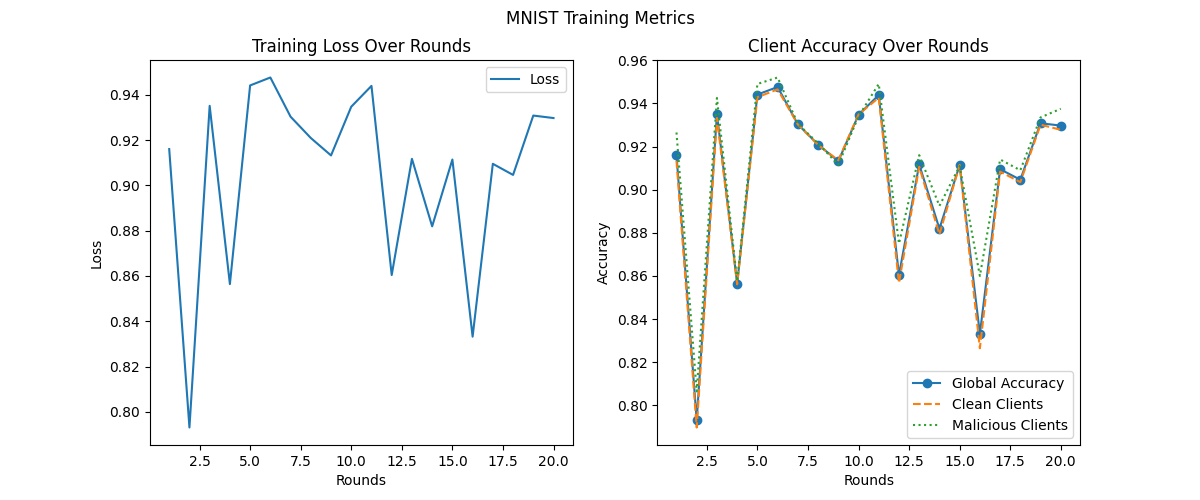 MNIST Training Metrics
Training Loss Over Rounds
Loss
0.94
0.92
0.90
0.88
0.86
0.84
0.82
0.80
Loss
2.5 5.0 7.5 10.0 12.5 15.0 17.5 20.0
Rounds
Client Accuracy Over Rounds
0.96
0.94
0.92
0.90
0.88
0.86
0.84
0.82
0.80
Accuracy
Global Accuracy
Clean Clients
Malicious Clients
2.5 5.0 7.5 10.0 12.5 15.0 17.5 20.0
Rounds